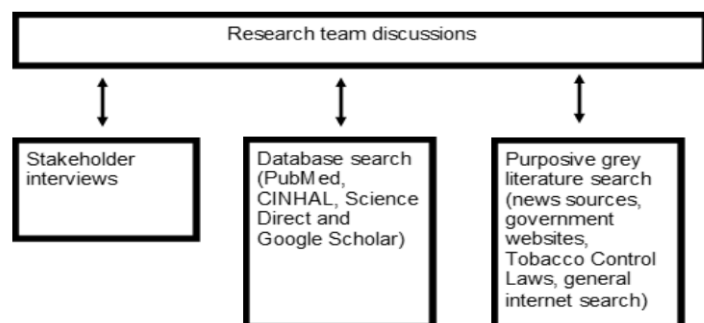 Research team discussions
Stakeholder
interviews
Database search
(PubMed,
CINHAL, Science
Direct and
Google Scholar)
Purposive grey
literature search
(news sources,
government
websites,
Tobacco Control
Laws, general
internet search)